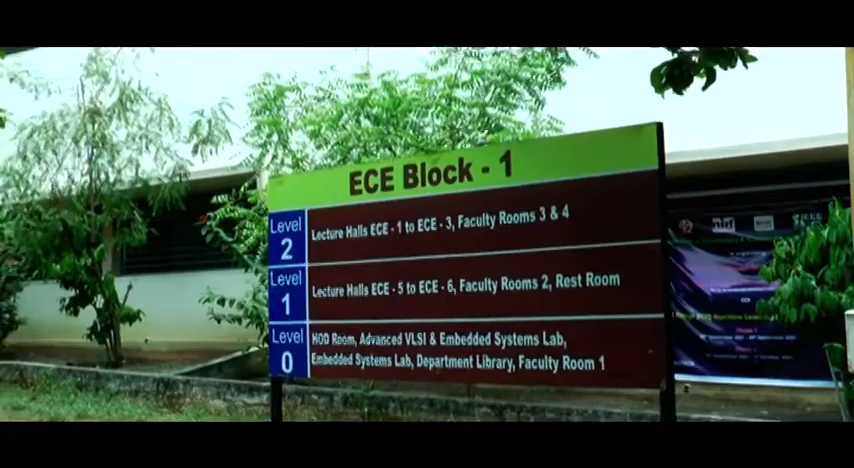 ECE Block - 1
Level 2
Lecture Halls ECE - 1 to ECE - 3, Faculty Rooms 3 & 4
Level 1
Lecture Halls ECE - 5 to ECE - 6, Faculty Rooms 2, Rest Room
Level 0
HOD Room, Advanced VLSI & Embedded Systems Lab,
Embedded Systems Lab, Department Library, Faculty Room 1